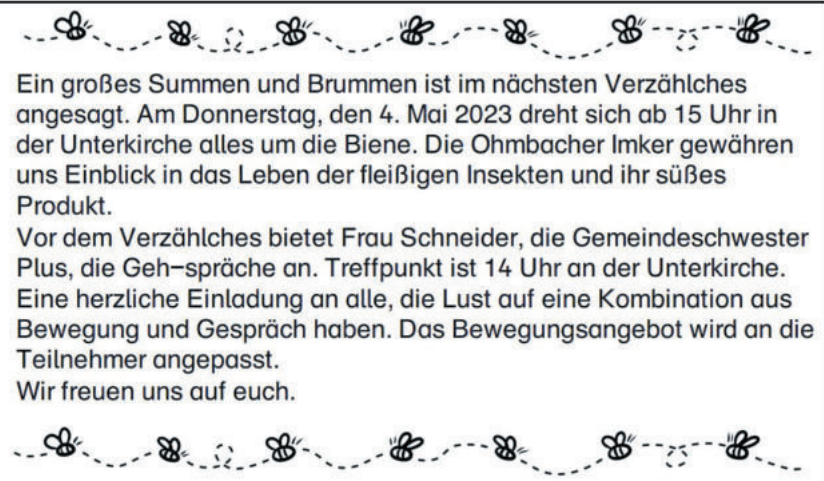 Ein großes Summen und Brummen ist im nächsten Verzählches
angesagt. Am Donnerstag, den 4. Mai 2023 dreht sich ab 15 Uhr in
der Unterkirche alles um die Biene. Die Ohmbacher Imker gewähren
uns Einblick in das Leben der fleißigen Insekten und ihr süßes
Produkt.
Vor dem Verzählches bietet Frau Schneider, die Gemeindeschwester
Plus, die Geh-spräche an. Treffpunkt ist 14 Uhr an der Unterkirche.
Eine herzliche Einladung an alle, die Lust auf eine Kombination aus
Bewegung und Gespräch haben. Das Bewegungsangebot wird an die
Teilnehmer angepasst.
Wir freuen uns auf euch.